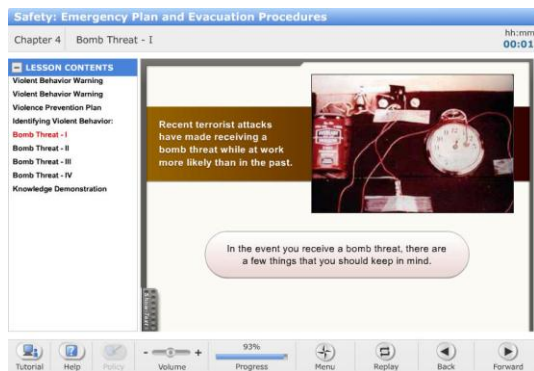 Safety: Emergency Plan and Evacuation Procedures
Chapter 4 Bomb Threat - I
hh:mm
00:01
LESSON CONTENTS
Violent Behavior Warning
Violent Behavior Warning
Violence Prevention Plan
Identifying Violent Behavior:
Bomb Threat - I
Bomb Threat - II
Bomb Threat - III
Bomb Threat - IV
Knowledge Demonstration
Recent terrorist attacks
have made receiving a
bomb threat while at work
more likely than in the past.
In the event you receive a bomb threat, there are
a few things that you should keep in mind.
93%
Tutorial Help Policy - + Volume Progress Menu Replay Back Forward